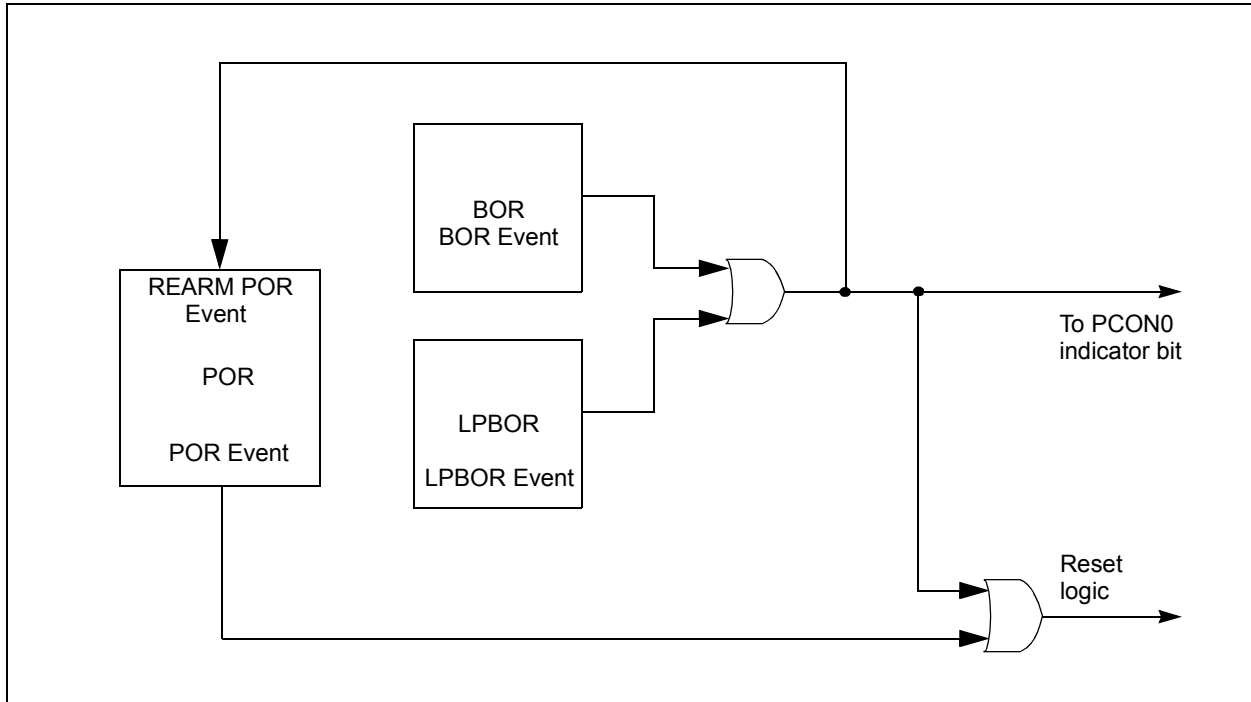 BOR
BOR Event
REARM POR
Event
POR
POR Event
LPBOR
LPBOR Event
To PCON0
indicator bit
Reset
logic